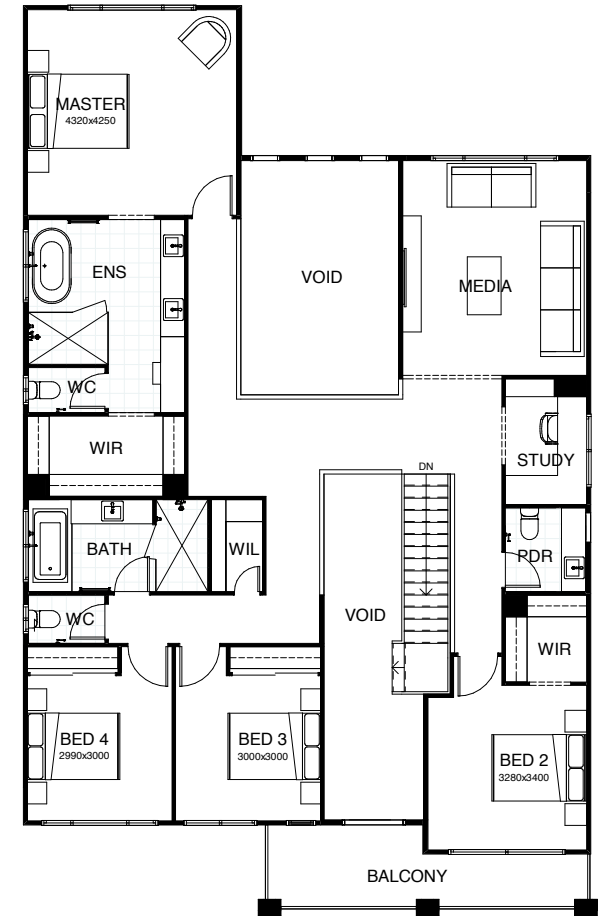 MASTER
4320x4250
ENS
VOID
MEDIA
WC
WIR
DN
STUDY
BATH
WIL
PDR
WC
VOID
WIR
BED 4
2990x3000
BED 3
3000x3000
BED 2
3280x3400
BALCONY